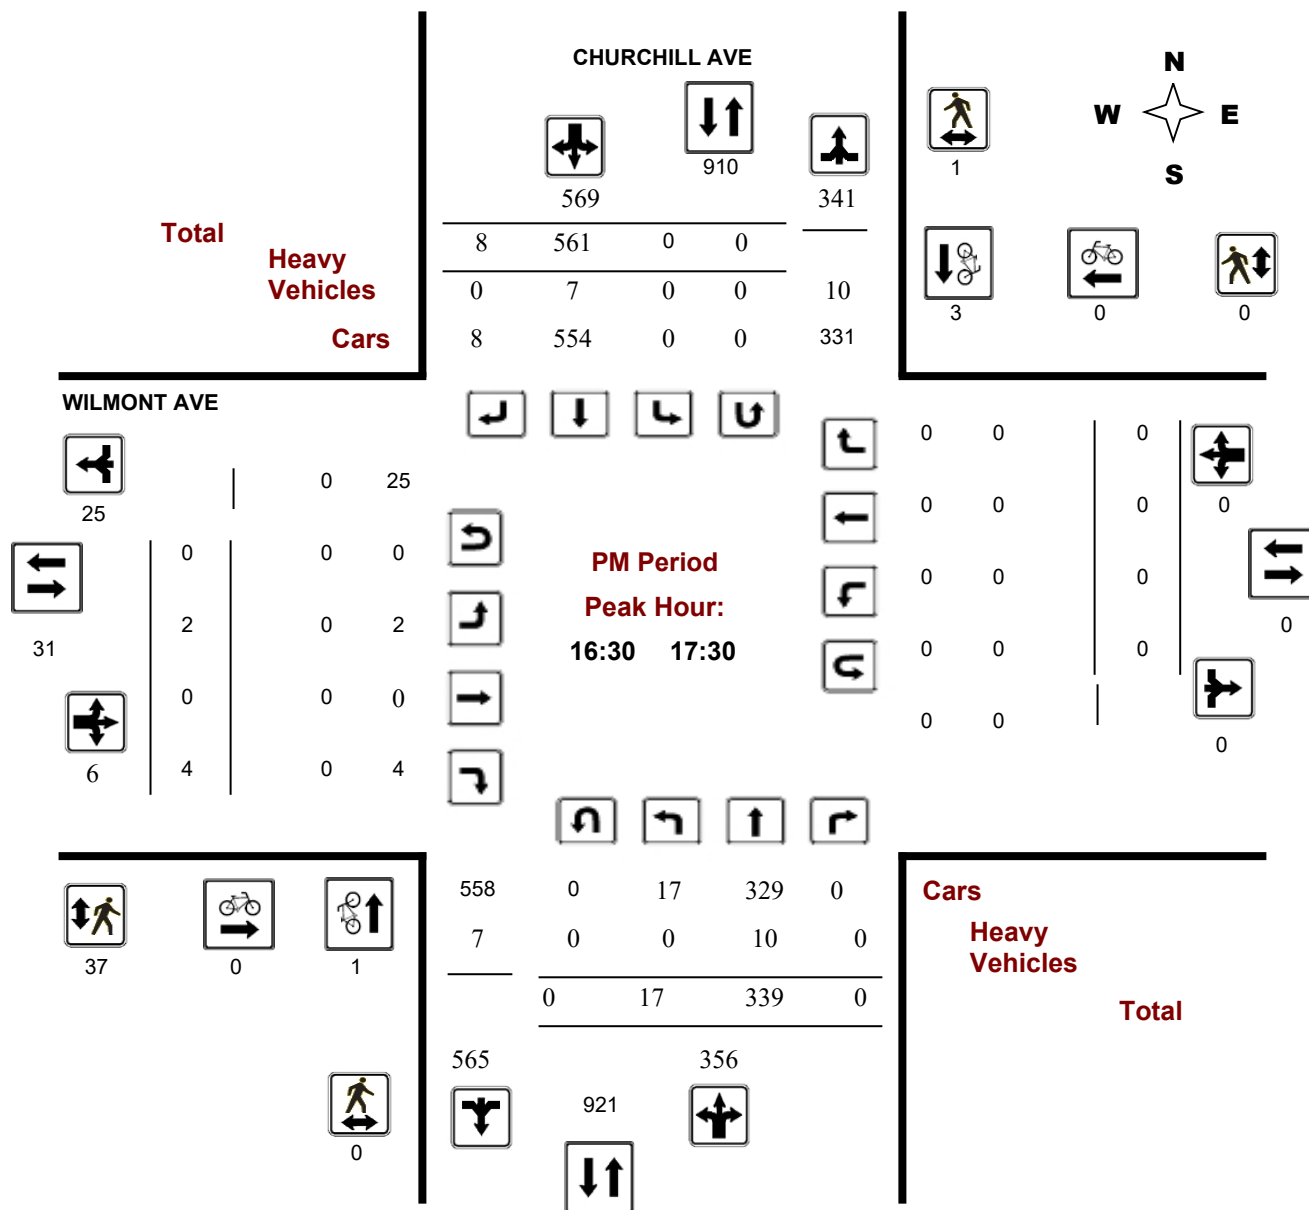 CHURCHILL AVE
N
W E
S
910
1
569 341
Total
8 561 0 0
Heavy
Vehicles
0 7 0 0 10
3 0 0
Cars
8 554 0 0 331
WILMONT AVE
0 0 0
0 25
25
0 0 0
0
0 0 0
PM Period
0 0 0
Peak Hour:
2 0 2
31
16:30 17:30
0 0 0
0
0 0 0
0 0
0
6
4 0 4
558 0 17 329 0
Cars
7 0 0 10 0
Heavy
Vehicles
37 0 1
0 17 339 0
Total
565 356
921
0